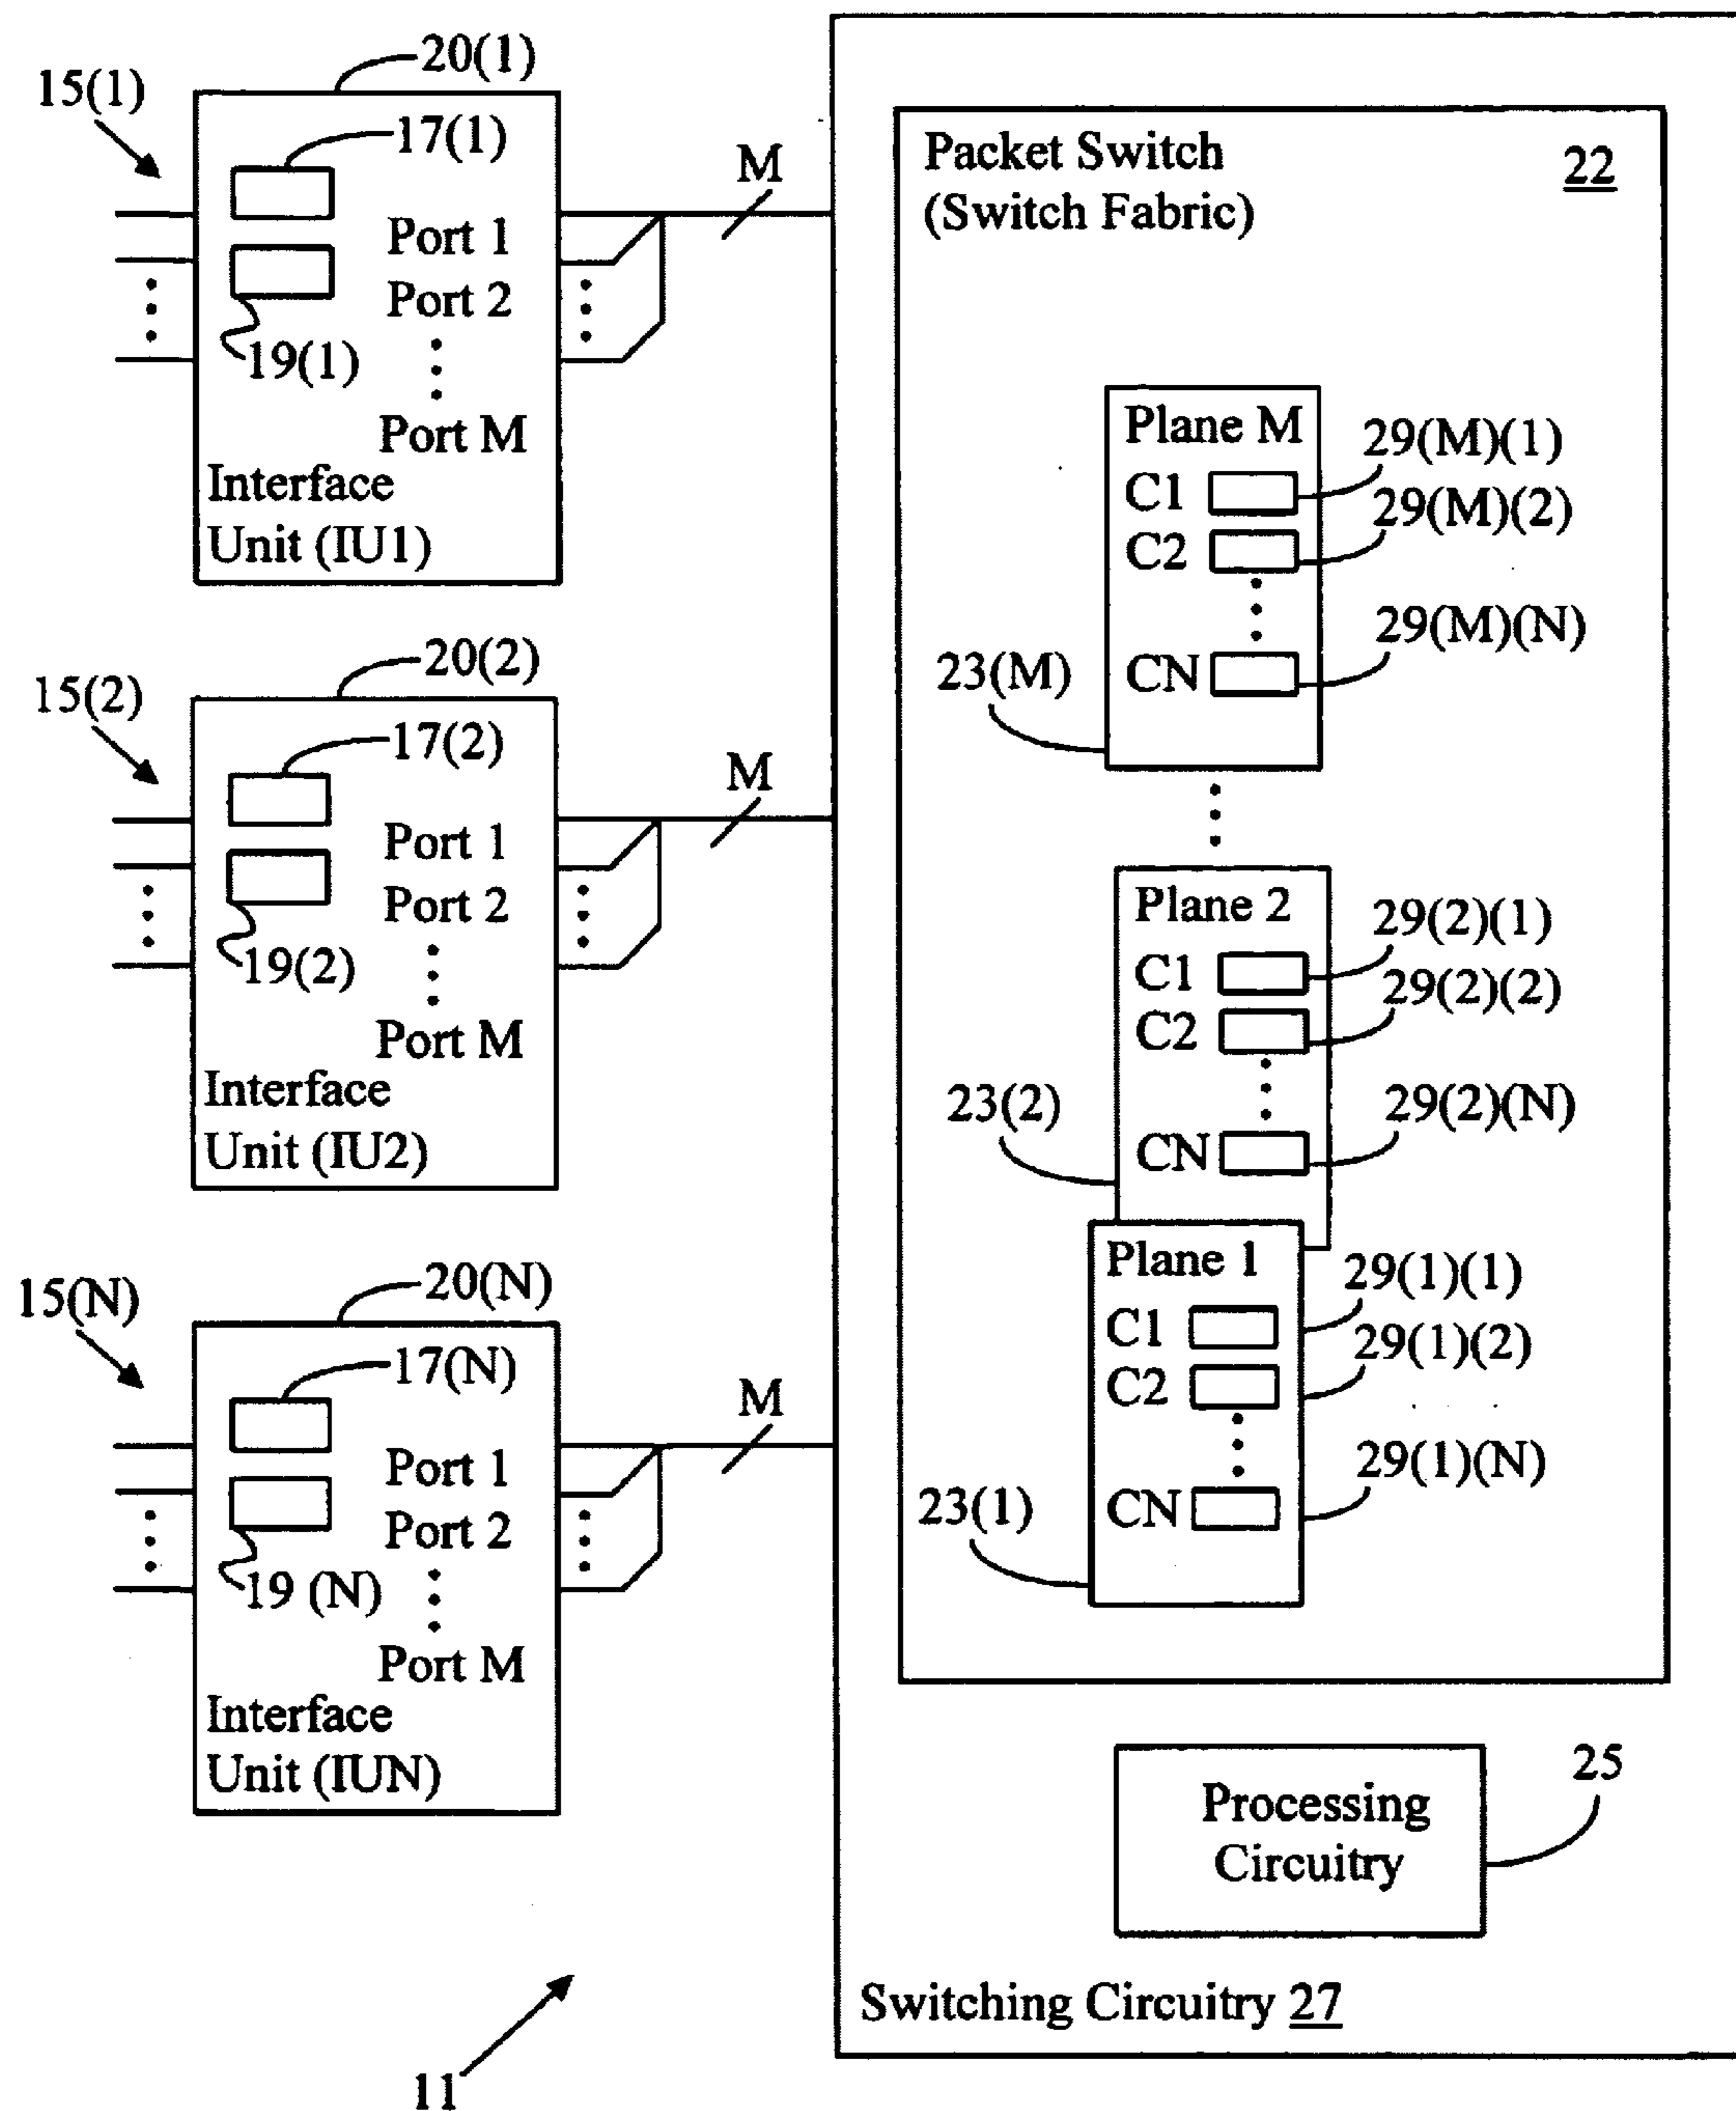 20(1)
15(1)
17(1)
Port 1
Port 2
19(1)
Port M
Interface
Unit (IU1)
M
20(2)
15(2)
17(2)
Port 1
Port 2
19(2)
Port M
Interface
Unit (IU2)
M
20(N)
15(N)
17(N)
Port 1
Port 2
19 (N)
Port M
Interface
Unit (IUN)
M
11
Packet Switch
(Switch Fabric)
22
Plane M
C1
29(M)(1)
C2
29(M)(2)
29(M)(N)
CN
23(M)
Plane 2
C1
29(2)(1)
C2
29(2)(2)
29(2)(N)
CN
23(2)
Plane 1
C1
29(1)(1)
C2
29(1)(2)
29(1)(N)
CN
23(1)
25
Processing
Circuitry
Switching Circuitry 27